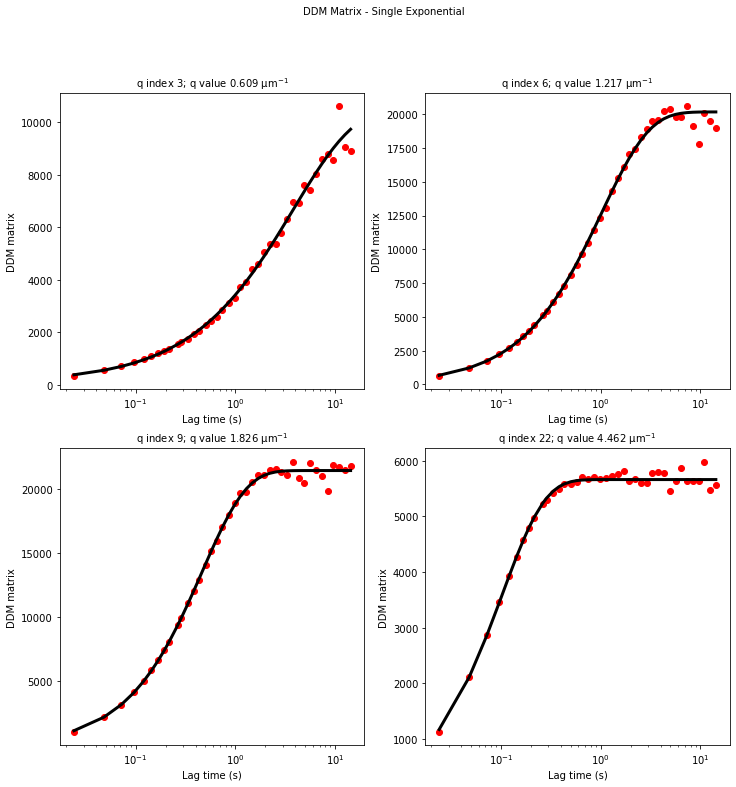 DDM Matrix - Single Exponential
q index 3; q value 0.609 μm⁻¹
DDM matrix
10000
8000
6000
4000
2000
0
10⁻¹ 10⁰ 10¹
Lag time (s)
q index 6; q value 1.217 μm⁻¹
DDM matrix
20000
17500
15000
12500
10000
7500
5000
2500
0
10⁻¹ 10⁰ 10¹
Lag time (s)
q index 9; q value 1.826 μm⁻¹
DDM matrix
20000
15000
10000
5000
10⁻¹ 10⁰ 10¹
Lag time (s)
q index 22; q value 4.462 μm⁻¹
DDM matrix
6000
5000
4000
3000
2000
1000
10⁻¹ 10⁰ 10¹
Lag time (s)